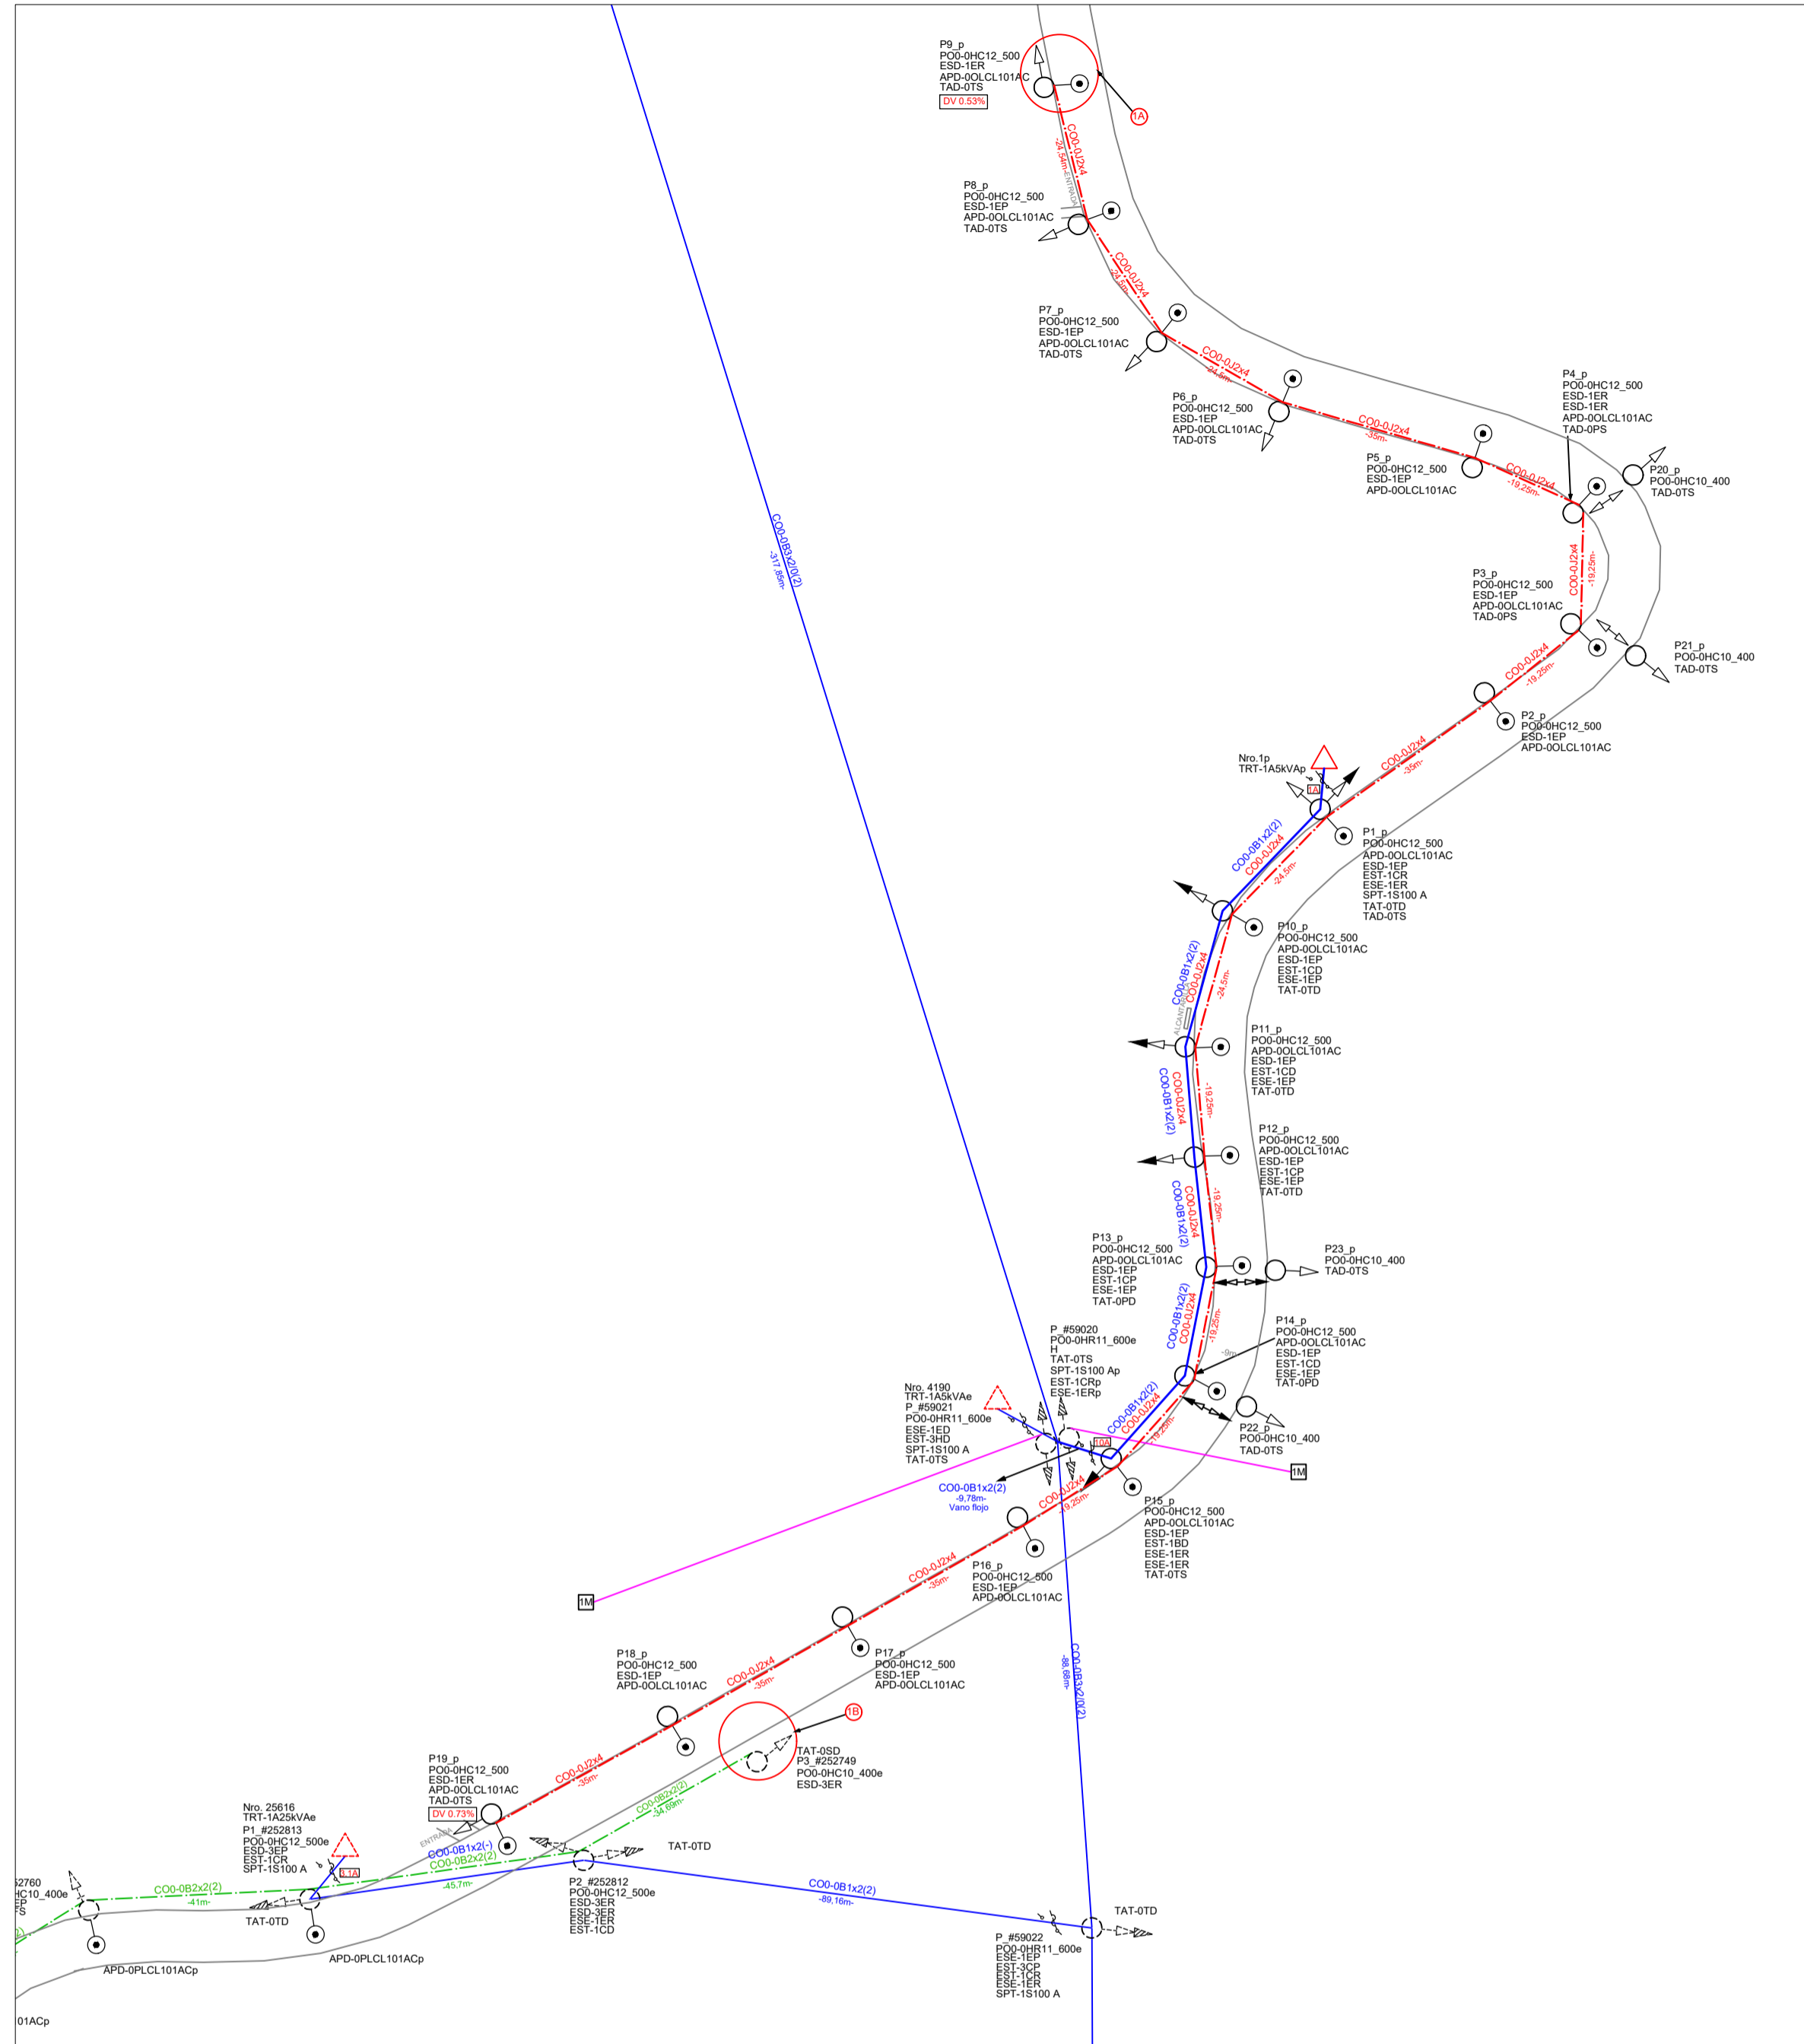 P9_p
PO0-0HC12_500
ESD-1ER
APD-0OLCL101AC
TAD-0TS
DV 0.53%
1A
CO0-0J2x4
-24,54m-
ENTRADA
P8_p
PO0-0HC12_500
ESD-1EP
APD-0OLCL101AC
TAD-0TS
CO0-0J2x4
-24,5m-
P7_p
PO0-0HC12_500
ESD-1EP
APD-0OLCL101AC
TAD-0TS
CO0-0J2x4
-24,5m-
P6_p
PO0-0HC12_500
ESD-1EP
APD-0OLCL101AC
TAD-0TS
CO0-0J2x4
-35m-
P5_p
PO0-0HC12_500
ESD-1EP
APD-0OLCL101AC
CO0-0J2x4
-19,25m-
P4_p
PO0-0HC12_500
ESD-1ER
ESD-1ER
APD-0OLCL101AC
TAD-0PS
P20_p
PO0-0HC10_400
TAD-0TS
CO0-0J2x4
-19,25m-
P3_p
PO0-0HC12_500
ESD-1EP
APD-0OLCL101AC
TAD-0PS
P21_p
PO0-0HC10_400
TAD-0TS
CO0-0J2x4
-19,25m-
P2_p
PO0-0HC12_500
ESD-1EP
APD-0OLCL101AC
CO0-0J2x4
-35m-
Nro.1p
TRT-1A5kVAp
1A
P1_p
PO0-0HC12_500
APD-0OLCL101AC
ESD-1EP
EST-1CR
ESE-1ER
SPT-1S100 A
TAT-0TD
TAD-0TS
CO0-0B1x2(2)
CO0-0J2x4
-24,5m-
P10_p
PO0-0HC12_500
APD-0OLCL101AC
ESD-1EP
EST-1CD
ESE-1EP
TAT-0TD
CO0-0B1x2(2)
CO0-0J2x4
-24,5m-
P11_p
PO0-0HC12_500
APD-0OLCL101AC
ESD-1EP
EST-1CD
ESE-1EP
TAT-0TD
CO0-0B1x2(2)
CO0-0J2x4
-19,25m-
P12_p
PO0-0HC12_500
APD-0OLCL101AC
ESD-1EP
EST-1CP
ESE-1EP
TAT-0TD
CO0-0B1x2(2)
CO0-0J2x4
-19,25m-
P13_p
PO0-0HC12_500
APD-0OLCL101AC
ESD-1EP
EST-1CP
ESE-1EP
TAT-0PD
P23_p
PO0-0HC10_400
TAD-0TS
CO0-0B1x2(2)
CO0-0J2x4
-19,25m-
P14_p
PO0-0HC12_500
APD-0OLCL101AC
ESD-1EP
EST-1CD
ESE-1EP
TAT-0PD
-9m-
P22_p
PO0-0HC10_400
TAD-0TS
CO0-0B1x2(2)
CO0-0J2x4
-19,25m-
P_#59020
PO0-0HR11_600e
H
TAT-0TS
SPT-1S100 Ap
EST-1CRp
ESE-1ERp
Nro. 4190
TRT-1A5kVAe
P_#59021
PO0-0HR11_600e
ESE-1ED
EST-3HD
SPT-1S100 A
TAT-0TS
10A
1M
CO0-0B1x2(2)
-9,78m-
Vano flojo
CO0-0B3x2/0(2)
-317,85m-
P15_p
PO0-0HC12_500
APD-0OLCL101AC
ESD-1EP
EST-1BD
ESE-1ER
ESE-1ER
TAT-0TS
CO0-0J2x4
-19,25m-
P16_p
PO0-0HC12_500
ESD-1EP
APD-0OLCL101AC
1M
CO0-0J2x4
-35m-
P17_p
PO0-0HC12_500
ESD-1EP
APD-0OLCL101AC
CO0-0B3x2/0(2)
-88,68m-
P18_p
PO0-0HC12_500
ESD-1EP
APD-0OLCL101AC
CO0-0J2x4
-35m-
1B
TAT-0SD
P3_#252749
PO0-0HC10_400e
ESD-3ER
CO0-0J2x4
-35m-
P19_p
PO0-0HC12_500
ESD-1ER
APD-0OLCL101AC
TAD-0TS
DV 0.73%
CO0-0B2x2(2)
-34,69m-
Nro. 25616
TRT-1A25kVAe
P1_#252813
PO0-0HC12_500e
ESD-3EP
EST-1CR
SPT-1S100 A
3.1A
ENTRADA
CO0-0B1x2(-)
CO0-0B2x2(2)
-45,7m-
TAT-0TD
P2_#252812
PO0-0HC12_500e
ESD-3ER
ESD-3ER
ESE-1ER
EST-1CD
CO0-0B1x2(2)
-89,16m-
TAT-0TD
P_#59022
PO0-0HR11_600e
ESE-1EP
EST-3CP
EST-1CR
ESE-1ER
SPT-1S100 A
CO0-0B2x2(2)
-41m-
TAT-0TD
APD-0PLCL101ACp
APD-0PLCL101ACp
52760
HC10_400e
EP
01ACp